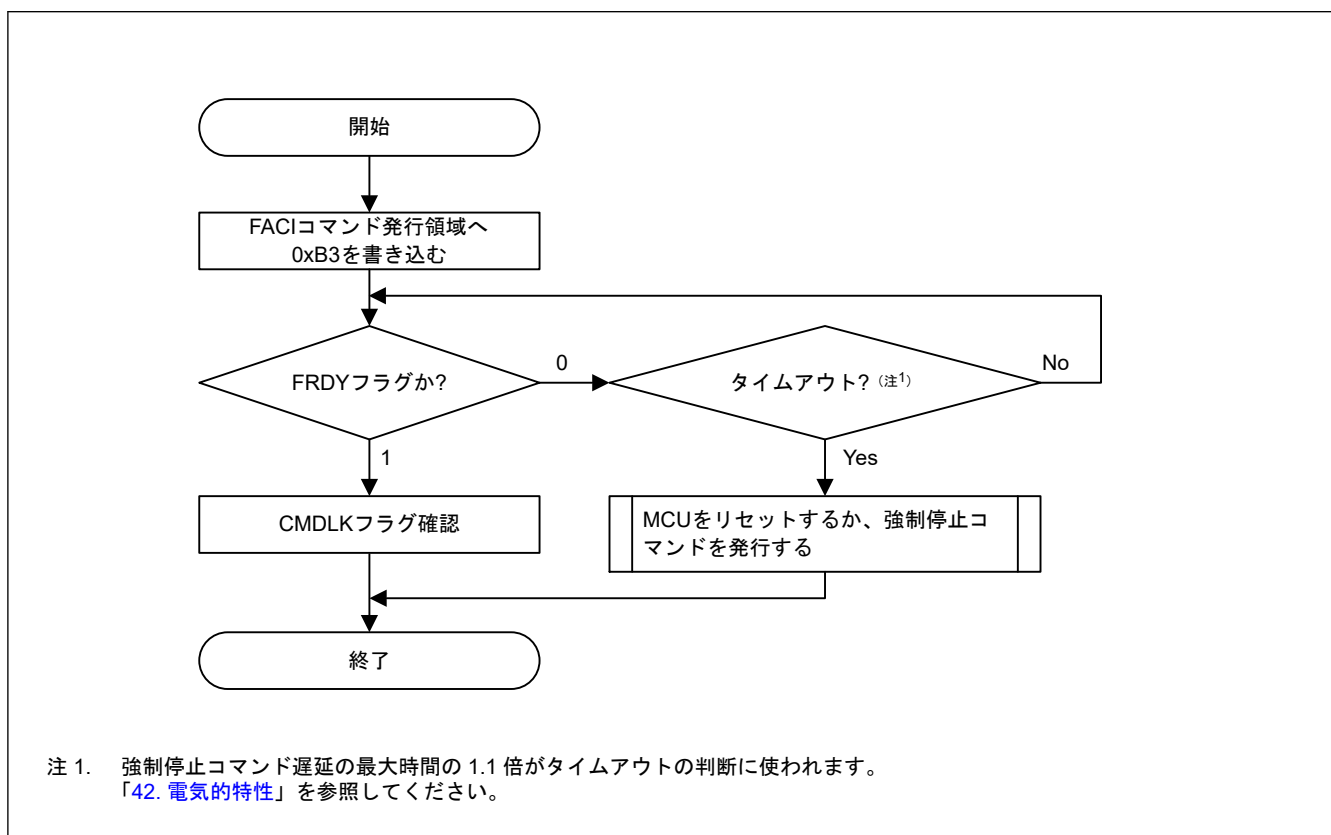 開始
FACIコマンド発行領域へ
0xB3を書き込む
FRDYフラグか?
0
タイムアウト? (注1)
No
1
Yes
CMDLKフラグ確認
MCUをリセットするか、強制停止コ
マンドを発行する
終了
注 1. 強制停止コマンド遅延の最大時間の 1.1 倍がタイムアウトの判断に使われます。
「42. 電気的特性」を参照してください。